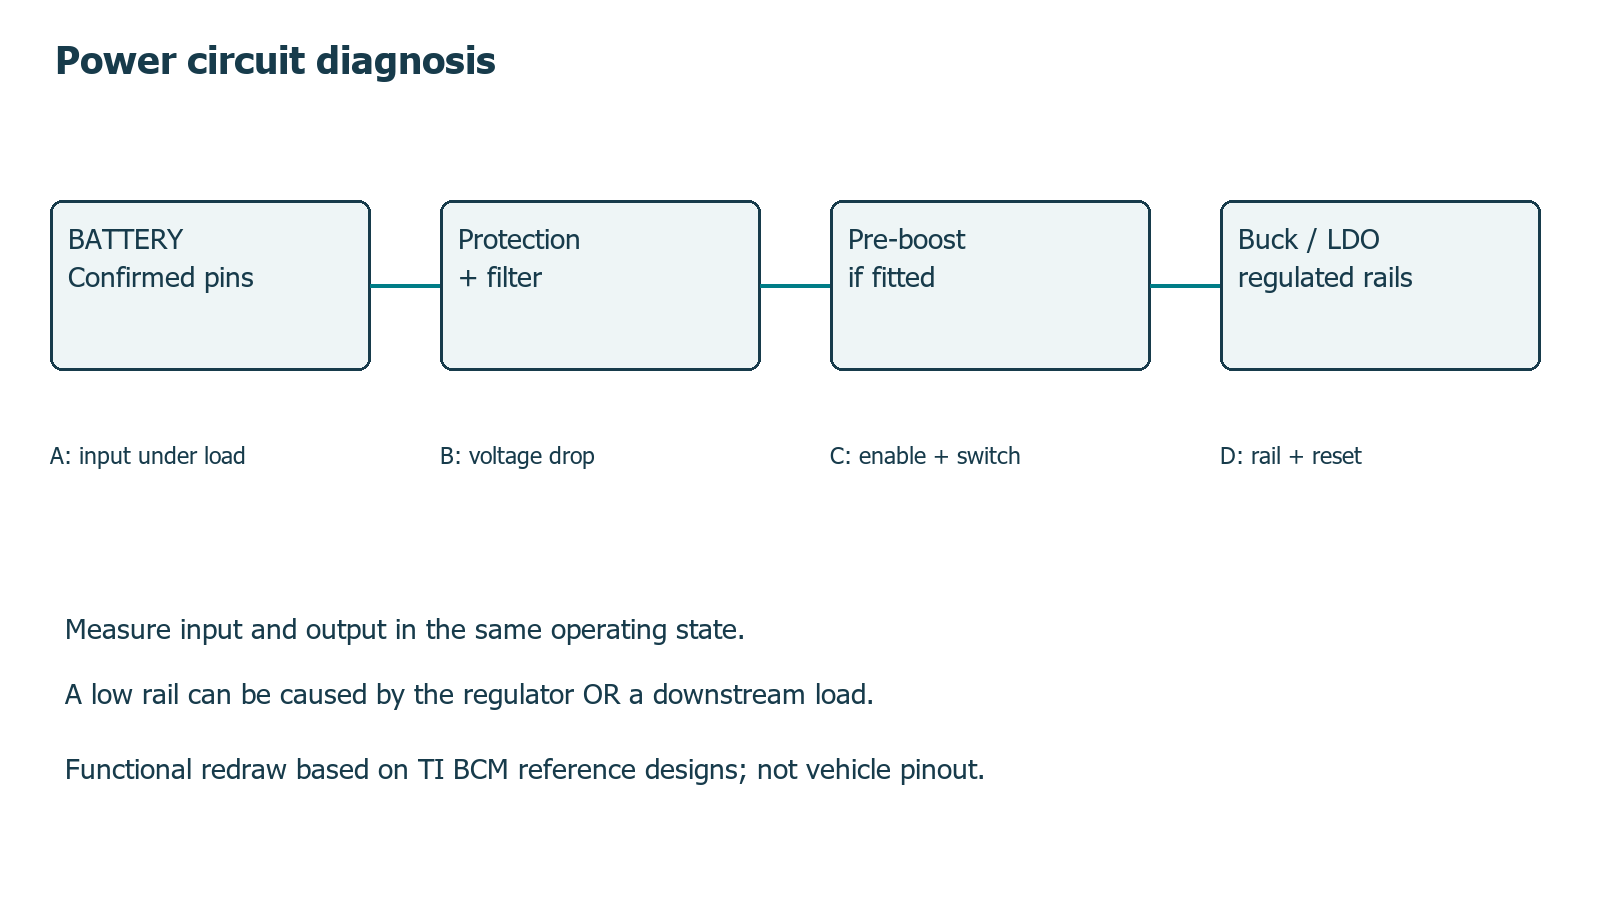 Power circuit diagnosis
BATTERY
Confirmed pins
Protection
+ filter
Pre-boost
if fitted
Buck / LDO
regulated rails
A: input under load
B: voltage drop
C: enable + switch
D: rail + reset
Measure input and output in the same operating state.
A low rail can be caused by the regulator OR a downstream load.
Functional redraw based on TI BCM reference designs; not vehicle pinout.